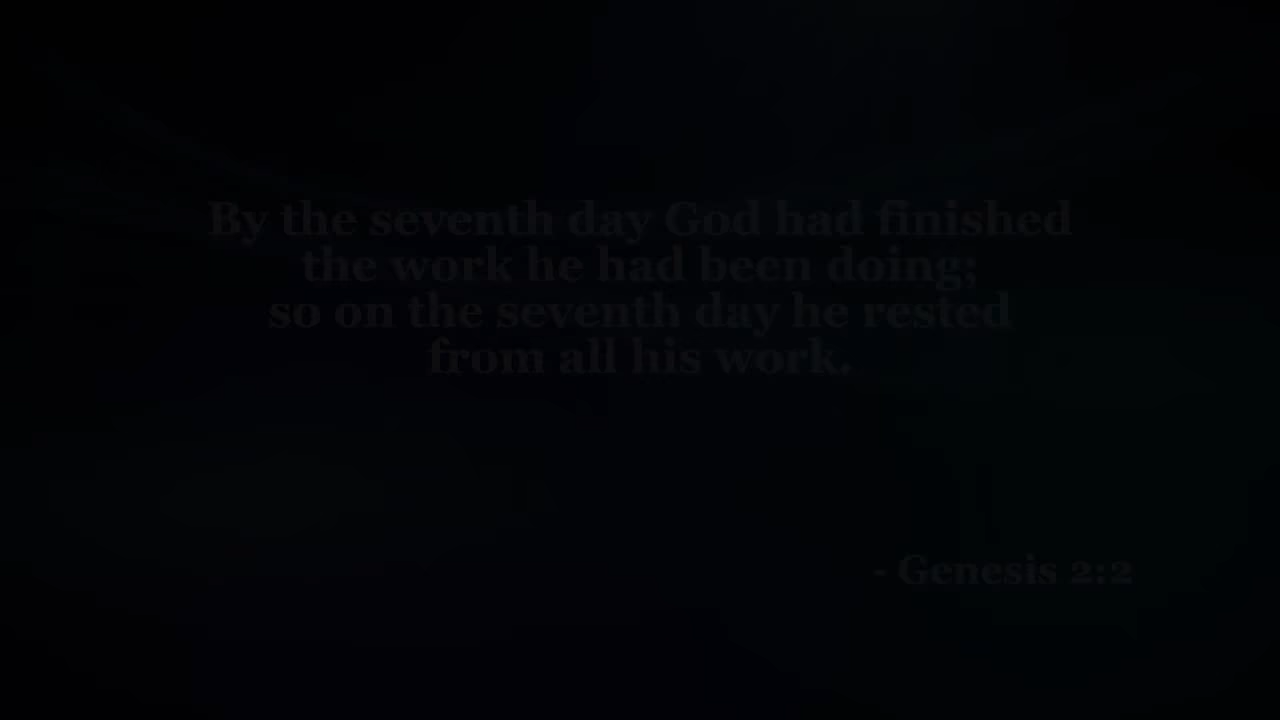 By the seventh day God had finished
the work he had been doing;
so on the seventh day he rested
from all his work.
- Genesis 2:2